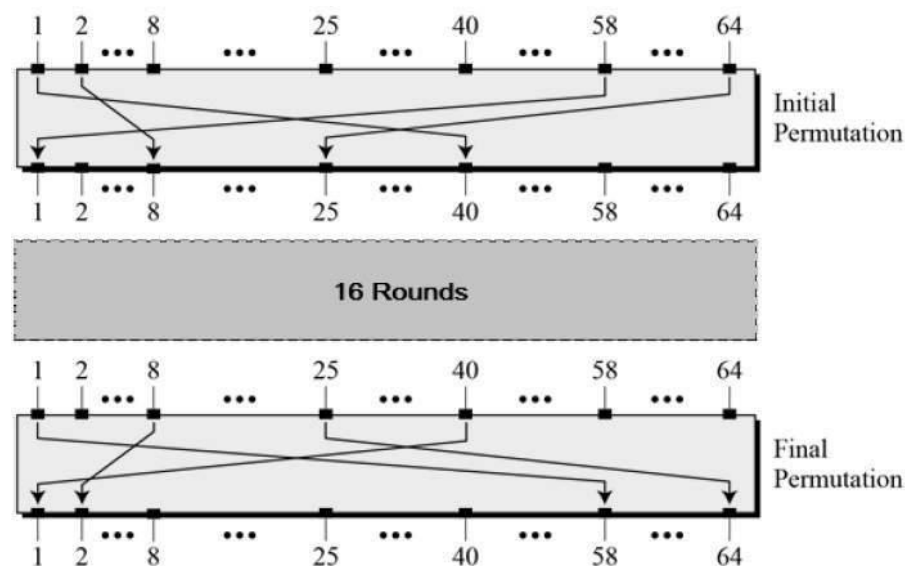 1 2 ••• 8 ••• 25 ••• 40 ••• 58 ••• 64
Initial
Permutation
••• ••• ••• ••• •••
1 2 8 25 40 58 64
16 Rounds
1 2 ••• 8 ••• 25 ••• 40 ••• 58 ••• 64
Final
Permutation
1 2 ••• 8 ••• 25 ••• 40 ••• 58 ••• 64